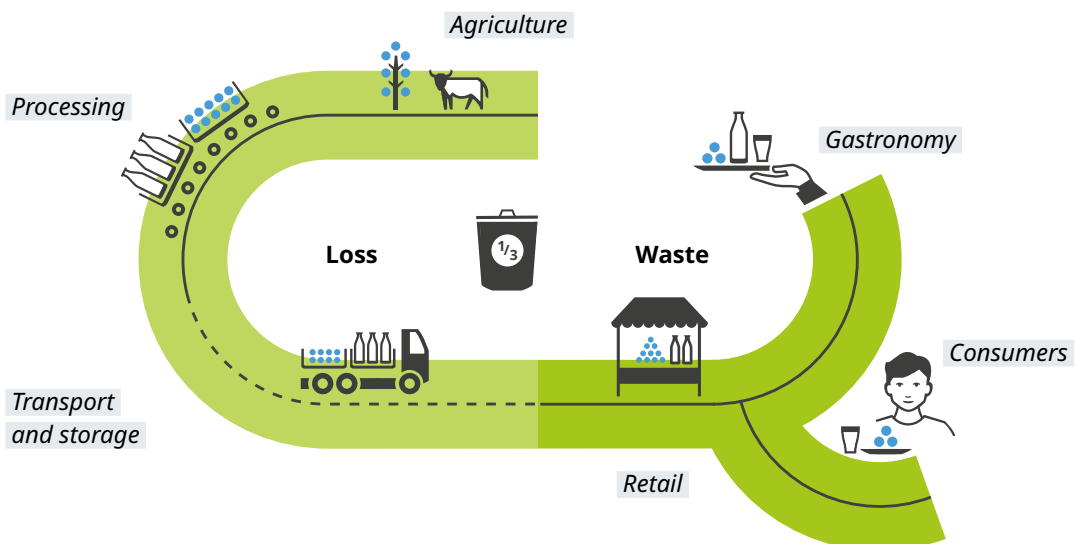 Agriculture
Processing
Gastronomy
1/3
Loss
Waste
Consumers
Transport
and storage
Retail